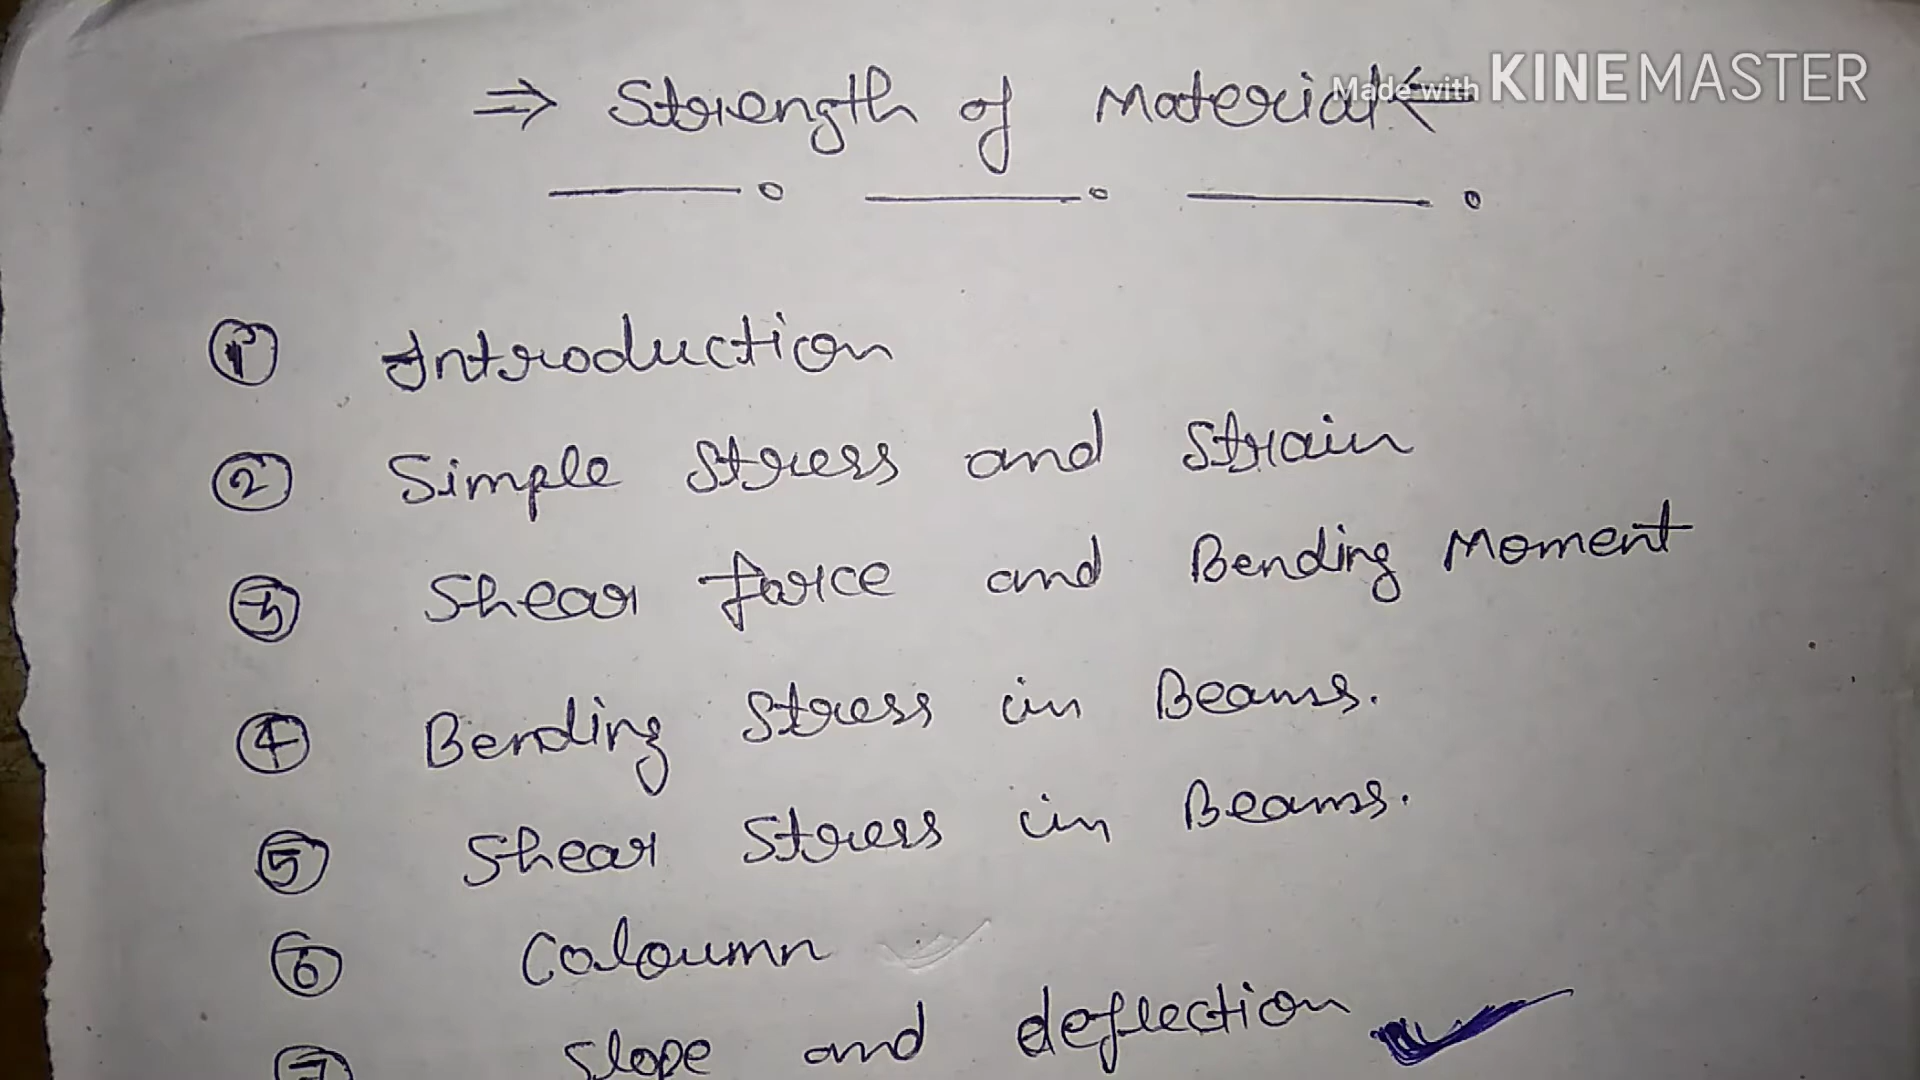 ⇒ Strength of Material ⇐
Made with KINEMASTER
① Introduction
② Simple Stress and Strain
③ Shear force and Bending Moment
④ Bending Stress in Beams.
⑤ Shear Stress in Beams.
⑥ Coloumn
⑦ Slope and deflection ✓